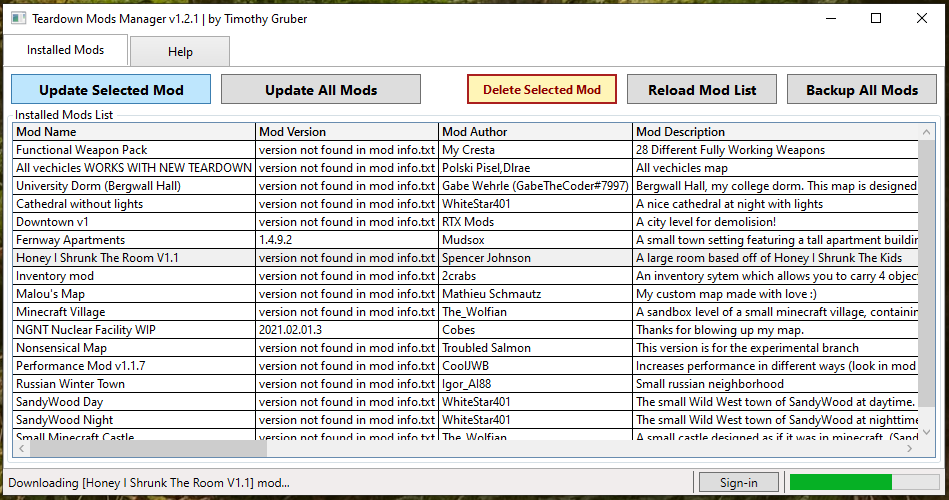 Teardown Mods Manager v1.2.1 | by Timothy Gruber
Installed Mods Help
Update Selected Mod Update All Mods Delete Selected Mod Reload Mod List Backup All Mods
Installed Mods List
Mod Name Mod Version Mod Author Mod Description
Functional Weapon Pack version not found in mod info.txt My Cresta 28 Different Fully Working Weapons
All vechicles WORKS WITH NEW TEARDOWN version not found in mod info.txt Polski Pisel,Dlrae All vechicles map
University Dorm (Bergwall Hall) version not found in mod info.txt Gabe Wehrle (GabeTheCoder#7997) Bergwall Hall, my college dorm. This map is designed
Cathedral without lights version not found in mod info.txt WhiteStar401 A nice cathedral at night with lights
Downtown v1 version not found in mod info.txt RTX Mods A city level for demolision!
Fernway Apartments 1.4.9.2 Mudsox A small town setting featuring a tall apartment buildin
Honey I Shrunk The Room V1.1 version not found in mod info.txt Spencer Johnson A large room based off of Honey I Shrunk The Kids
Inventory mod version not found in mod info.txt 2crabs An inventory sytem which allows you to carry 4 objec
Malou's Map version not found in mod info.txt Mathieu Schmautz My custom map made with love :)
Minecraft Village version not found in mod info.txt The_Wolfian A sandbox level of a small minecraft village, containin
NGNT Nuclear Facility WIP 2021.02.01.3 Cobes Thanks for blowing up my map.
Nonsensical Map version not found in mod info.txt Troubled Salmon This version is for the experimental branch
Performance Mod v1.1.7 version not found in mod info.txt CoolJWB Increases performance in different ways (look in mod
Russian Winter Town version not found in mod info.txt Igor_Al88 Small russian neighborhood
SandyWood Day version not found in mod info.txt WhiteStar401 The small Wild West town of SandyWood at daytime.
SandyWood Night version not found in mod info.txt WhiteStar401 The small Wild West town of SandyWood at nighttime
Small Minecraft Castle version not found in mod info.txt The_Wolfian A small castle designed as if it was in minecraft. (Sand
Downloading [Honey I Shrunk The Room V1.1] mod... Sign-in